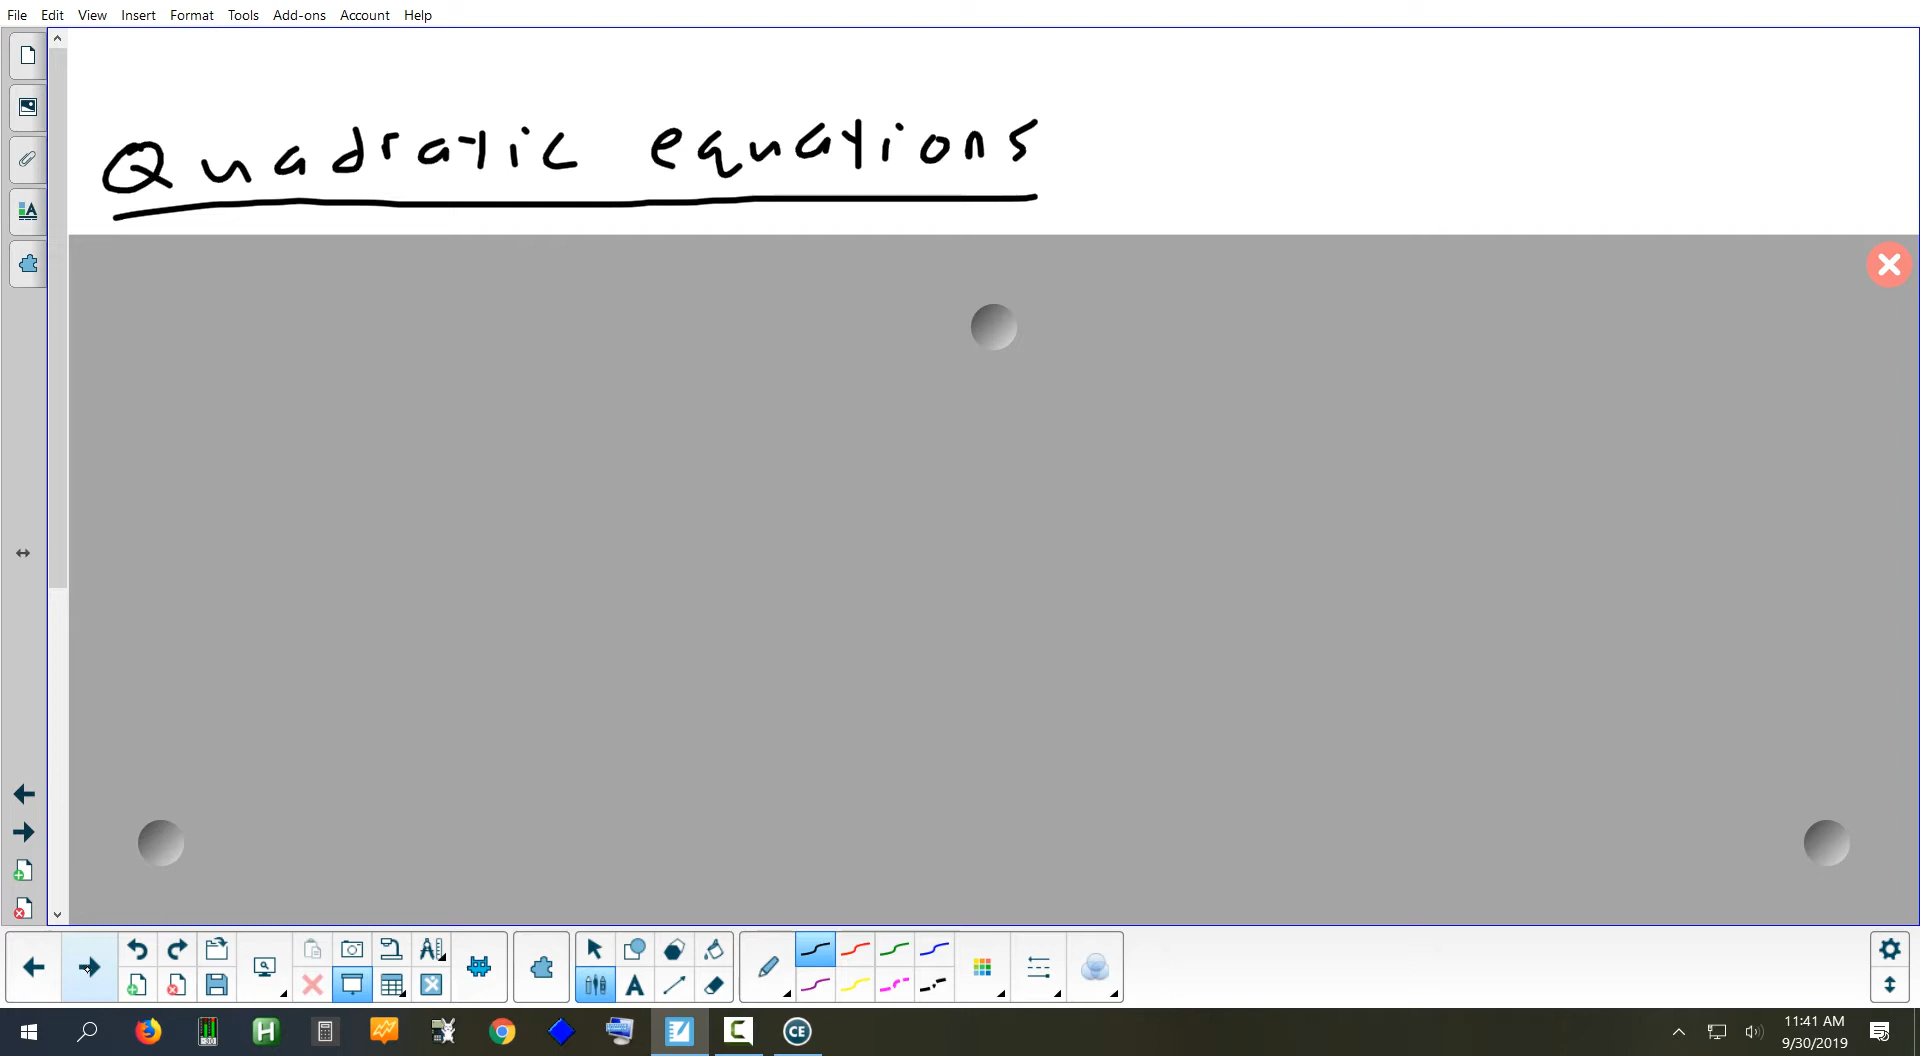 File Edit View Insert Format Tools Add-ons Account Help
Quadratic equations
11:41 AM
9/30/2019